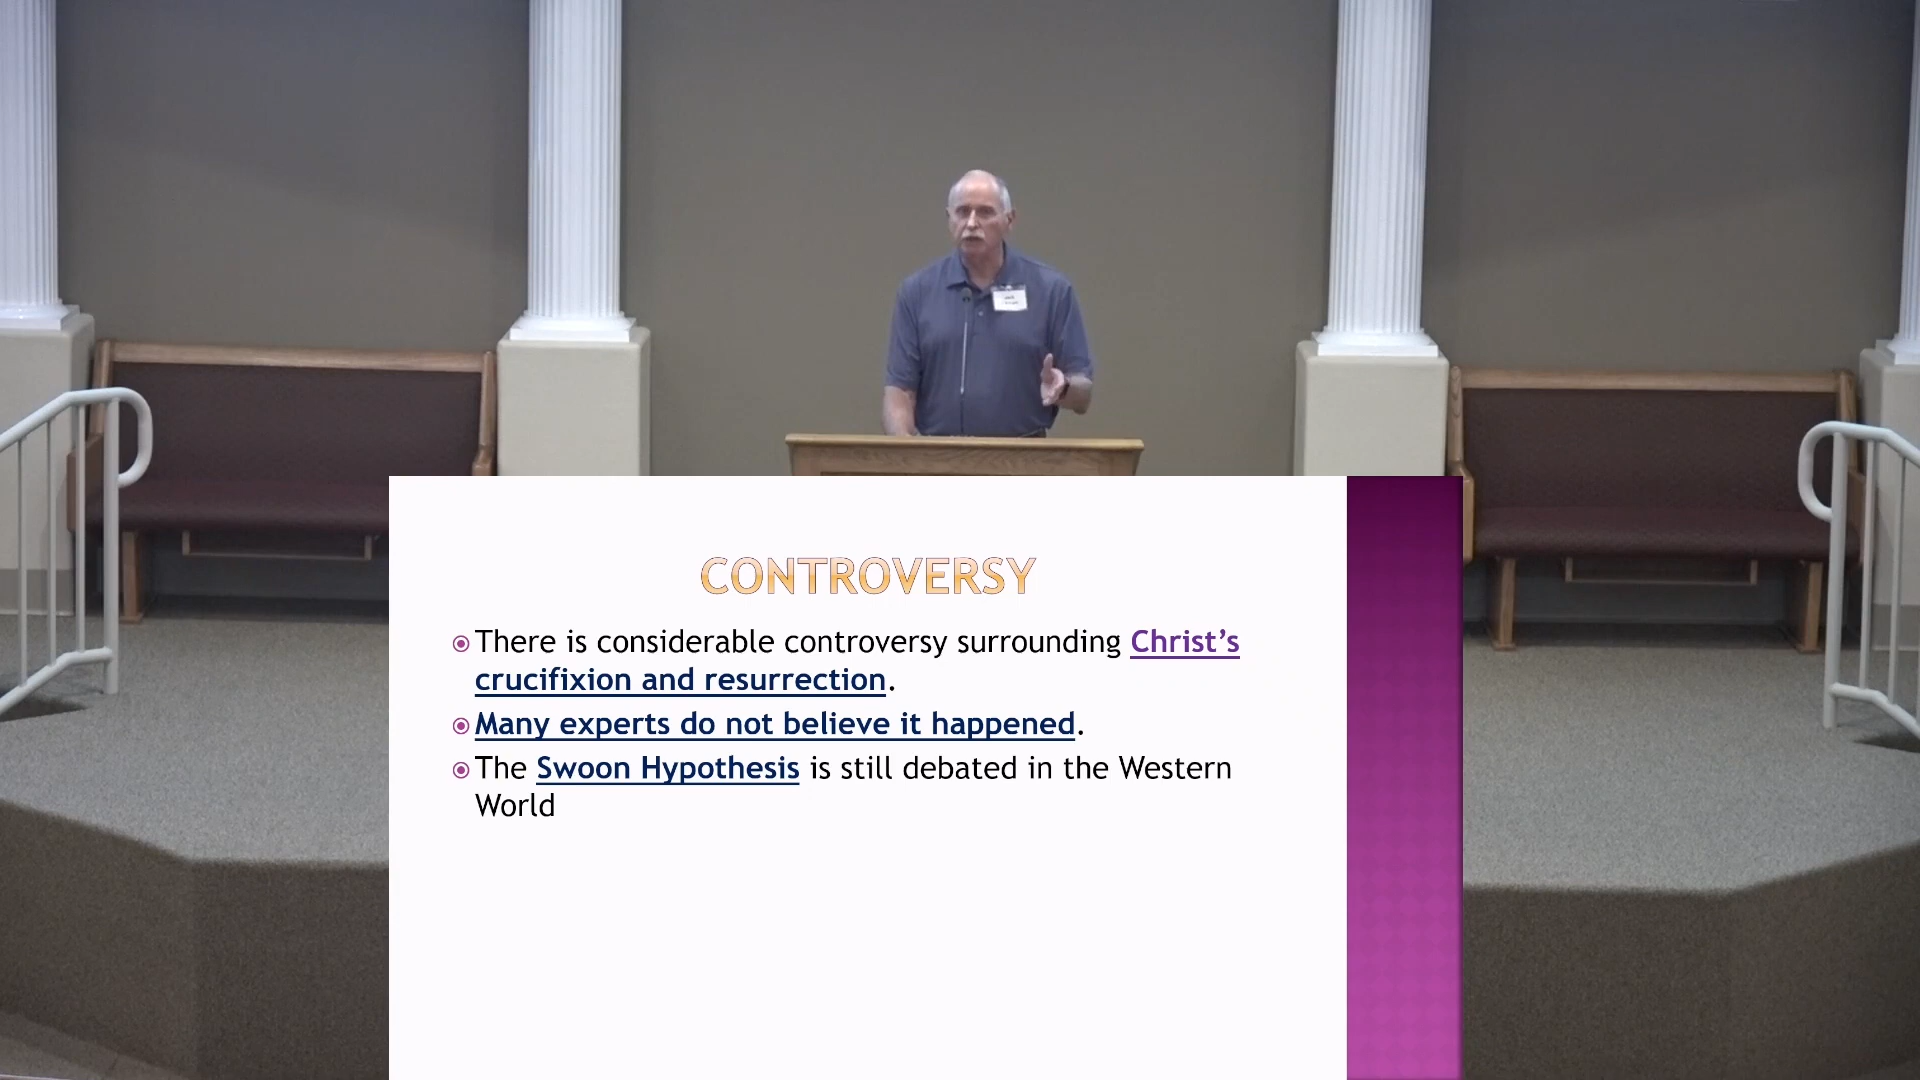 CONTROVERSY
There is considerable controversy surrounding Christ’s
crucifixion and resurrection.
Many experts do not believe it happened.
The Swoon Hypothesis is still debated in the Western
World